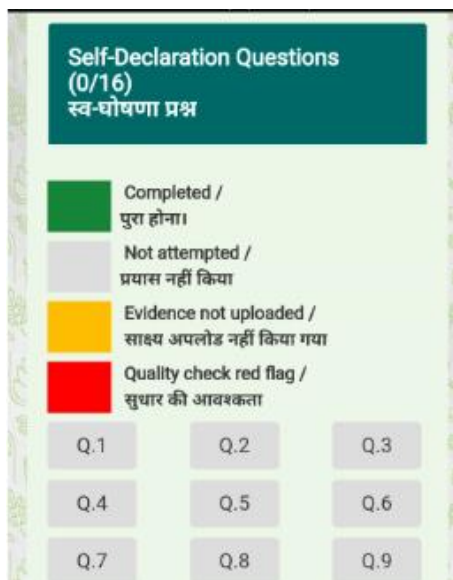 Self-Declaration Questions
(0/16)
स्व-घोषणा प्रश्न
Completed /
पुरा होना।
Not attempted /
प्रयास नहीं किया
Evidence not uploaded /
साक्ष्य अपलोड नहीं किया गया
Quality check red flag /
सुधार की आवश्कता
Q.1 Q.2 Q.3
Q.4 Q.5 Q.6
Q.7 Q.8 Q.9